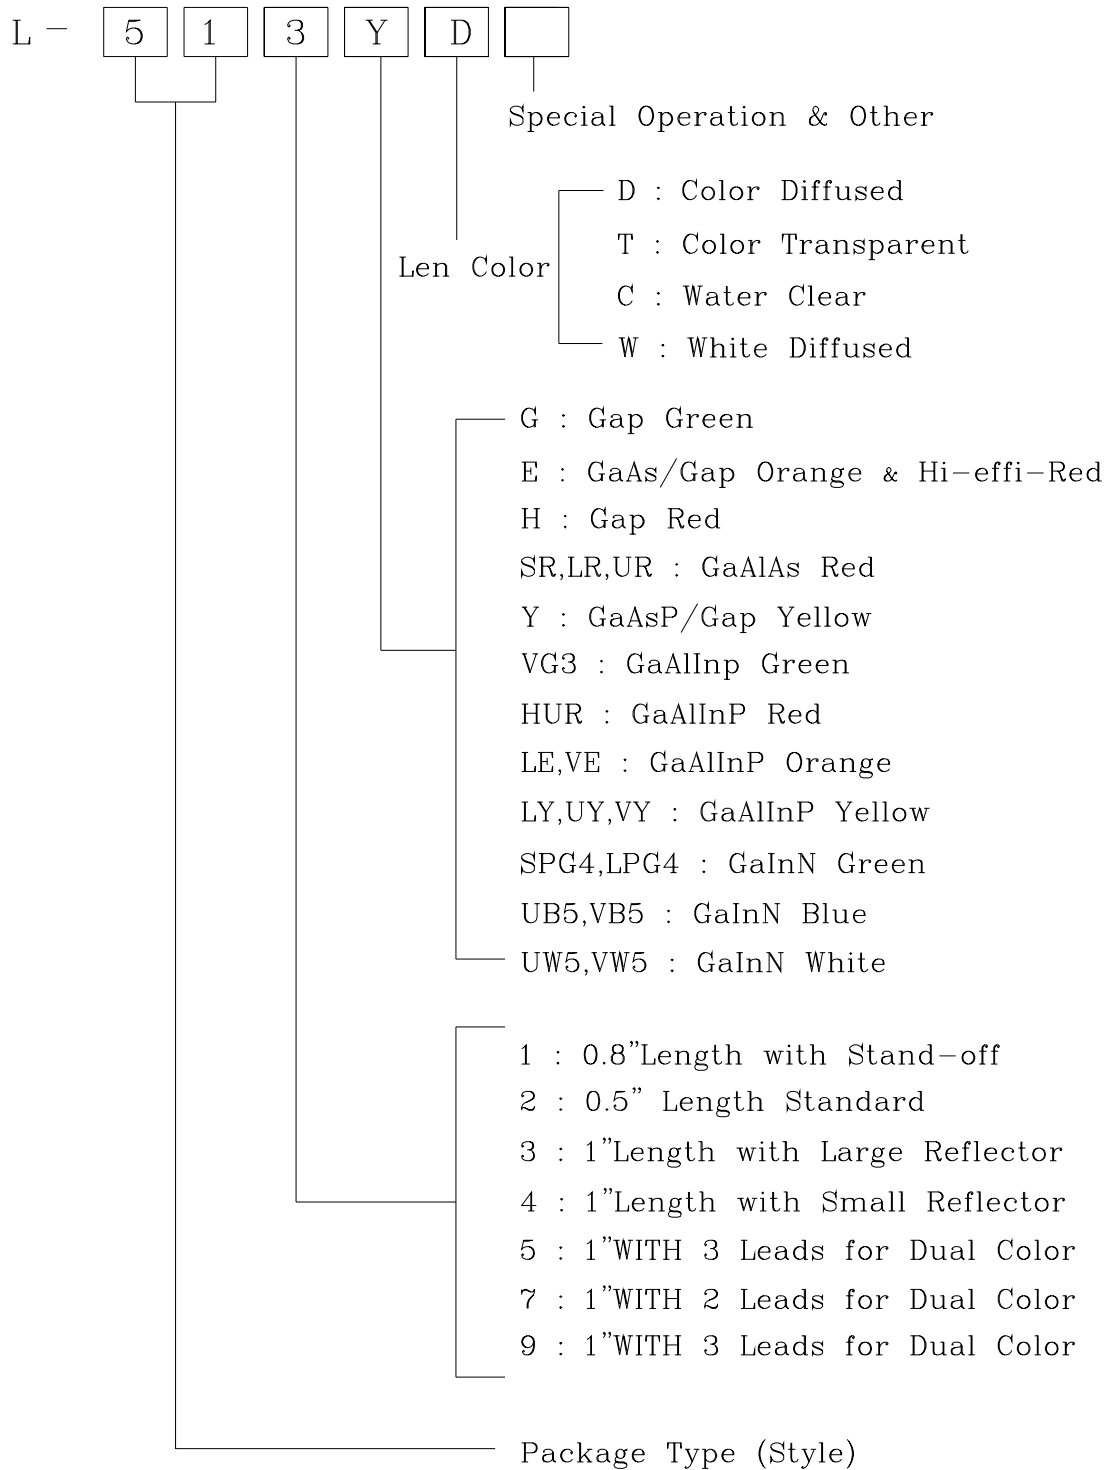 L- 5 1 3 Y D
Special Operation & Other
D : Color Diffused
T : Color Transparent
Len Color
C : Water Clear
W : White Diffused
G : Gap Green
E : GaAs/Gap Orange & Hi-effi-Red
H : Gap Red
SR,LR,UR : GaAlAs Red
Y : GaAsP/Gap Yellow
VG3 : GaAlInp Green
HUR : GaAlInP Red
LE,VE : GaAlInP Orange
LY,UY,VY : GaAlInP Yellow
SPG4,LPG4 : GaInN Green
UB5,VB5 : GaInN Blue
UW5,VW5 : GaInN White
1 : 0.8"Length with Stand-off
2 : 0.5" Length Standard
3 : 1"Length with Large Reflector
4 : 1"Length with Small Reflector
5 : 1"WITH 3 Leads for Dual Color
7 : 1"WITH 2 Leads for Dual Color
9 : 1"WITH 3 Leads for Dual Color
Package Type (Style)